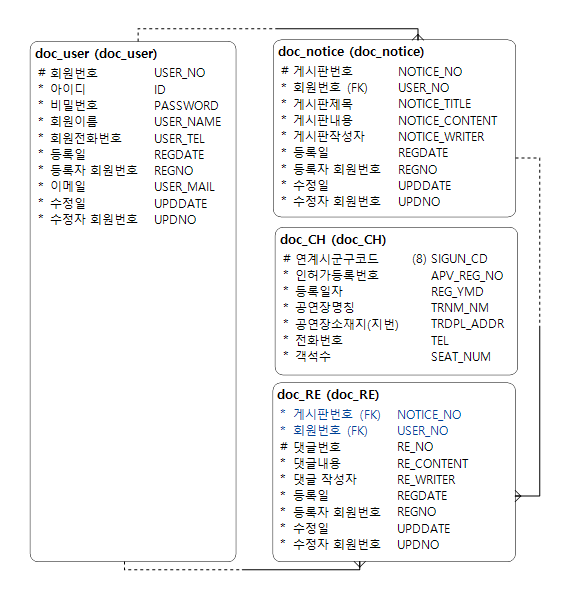 doc_user (doc_user)
# 회원번호 USER_NO
* 아이디 ID
* 비밀번호 PASSWORD
* 회원이름 USER_NAME
* 회원전화번호 USER_TEL
* 등록일 REGDATE
* 등록자 회원번호 REGNO
* 이메일 USER_MAIL
* 수정일 UPDDATE
* 수정자 회원번호 UPDNO
doc_notice (doc_notice)
# 게시판번호 NOTICE_NO
* 회원번호 (FK) USER_NO
* 게시판제목 NOTICE_TITLE
* 게시판내용 NOTICE_CONTENT
* 게시판작성자 NOTICE_WRITER
* 등록일 REGDATE
* 등록자 회원번호 REGNO
* 수정일 UPDDATE
* 수정자 회원번호 UPDNO
doc_CH (doc_CH)
# 연계시군구코드 (8) SIGUN_CD
* 인허가등록번호 APV_REG_NO
* 등록일자 REG_YMD
* 공연장명칭 TRNM_NM
* 공연장소재지(지번) TRDPL_ADDR
* 전화번호 TEL
* 객석수 SEAT_NUM
doc_RE (doc_RE)
* 게시판번호 (FK) NOTICE_NO
* 회원번호 (FK) USER_NO
# 댓글번호 RE_NO
* 댓글내용 RE_CONTENT
* 댓글 작성자 RE_WRITER
* 등록일 REGDATE
* 등록자 회원번호 REGNO
* 수정일 UPDDATE
* 수정자 회원번호 UPDNO